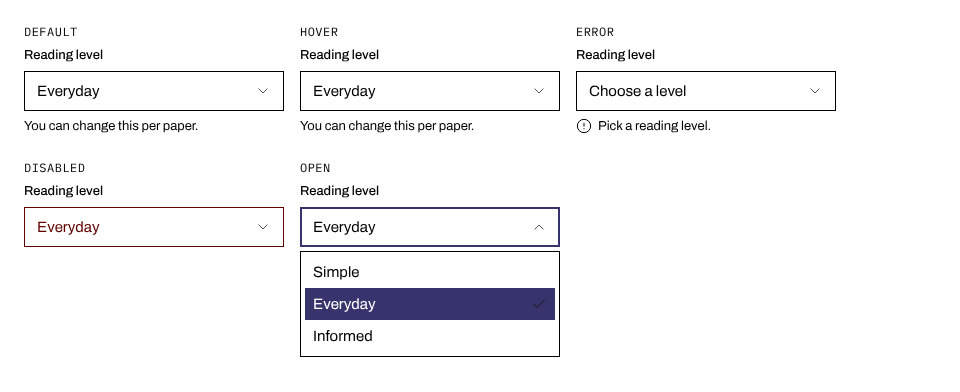 DEFAULT
Reading level
Everyday
You can change this per paper.
HOVER
Reading level
Everyday
You can change this per paper.
ERROR
Reading level
Choose a level
Pick a reading level.
DISABLED
Reading level
Everyday
OPEN
Reading level
Everyday
Simple
Everyday
Informed